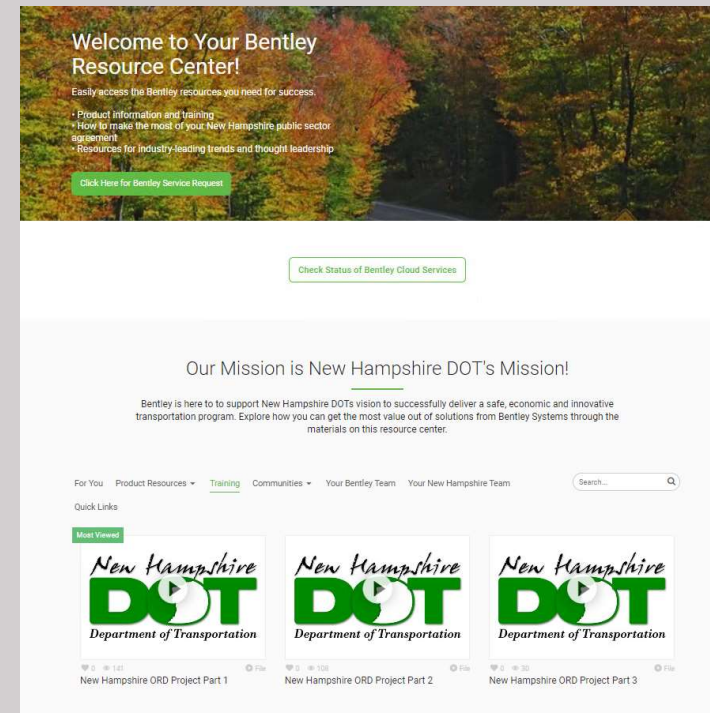 Welcome to Your Bentley
Resource Center!
Easily access the Bentley resources you need for success.
• Product information and training
• How to make the most of your New Hampshire public sector
agreement
• Resources for industry-leading trends and thought leadership
Click Here for Bentley Service Request
Check Status of Bentley Cloud Services
Our Mission is New Hampshire DOT's Mission!
Bentley is here to to support New Hampshire DOTs vision to successfully deliver a safe, economic and innovative
transportation program. Explore how you can get the most value out of solutions from Bentley Systems through the
materials on this resource center.
For You Product Resources Training Communities Your Bentley Team Your New Hampshire Team Search...
Quick Links
Most Viewed
New Hampshire New Hampshire New Hampshire
DOT DOT DOT
Department of Transportation Department of Transportation Department of Transportation
0 141 File 0 100 File 0 30 File
New Hampshire ORD Project Part 1 New Hampshire ORD Project Part 2 New Hampshire ORD Project Part 3